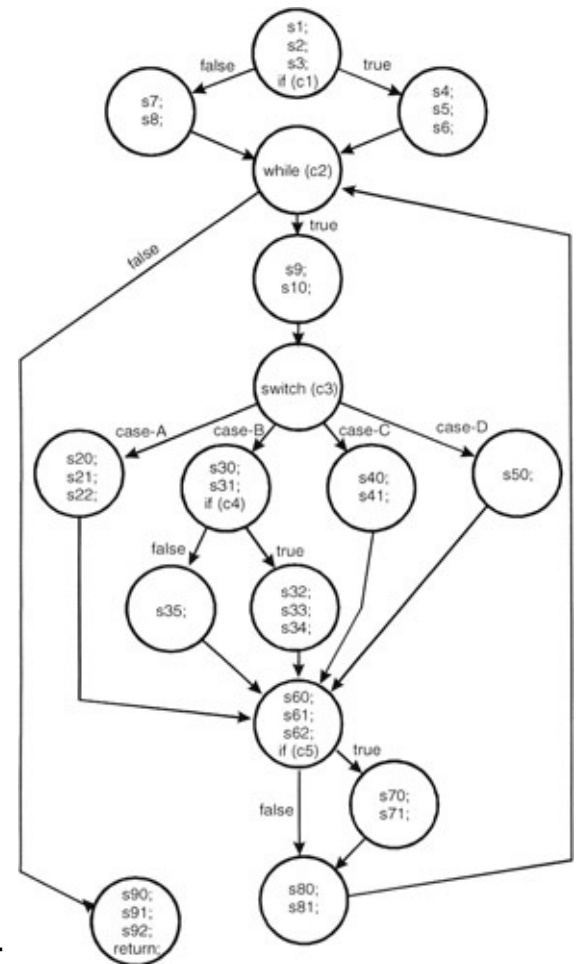 s1;
s2;
s3;
if (c1)
false
true
s7;
s8;
s4;
s5;
s6;
while (c2)
true
false
s9;
s10;
switch (c3)
case-A
case-B
case-C
case-D
s20;
s21;
s22;
s30;
s31;
if (c4)
s40;
s41;
s50;
false
true
s35;
s32;
s33;
s34;
s60;
s61;
s62;
if (c5)
true
false
s70;
s71;
s80;
s81;
s90;
s91;
s92;
return;